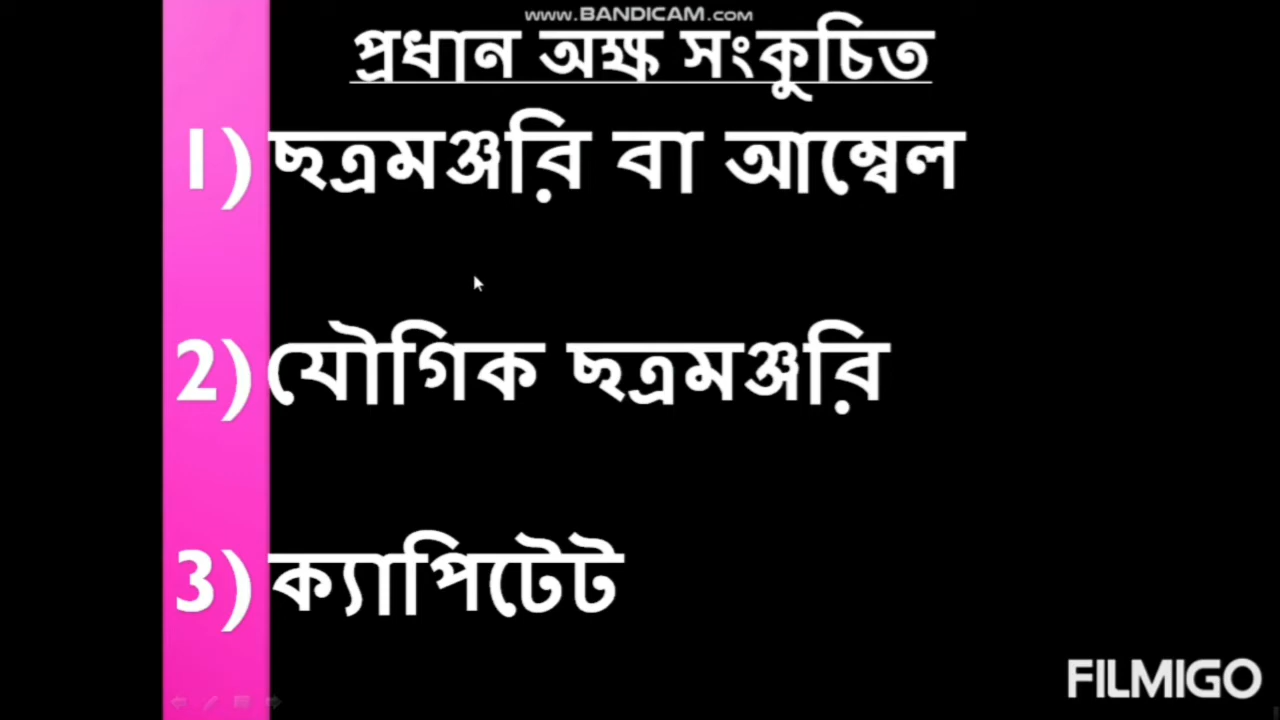 www.BANDICAM.com
প্রধান অক্ষ সংকুচিত
1) ছত্রমঞ্জরি বা আম্বেল
2) যৌগিক ছত্রমঞ্জরি
3) ক্যাপিটেট
FILMIGO